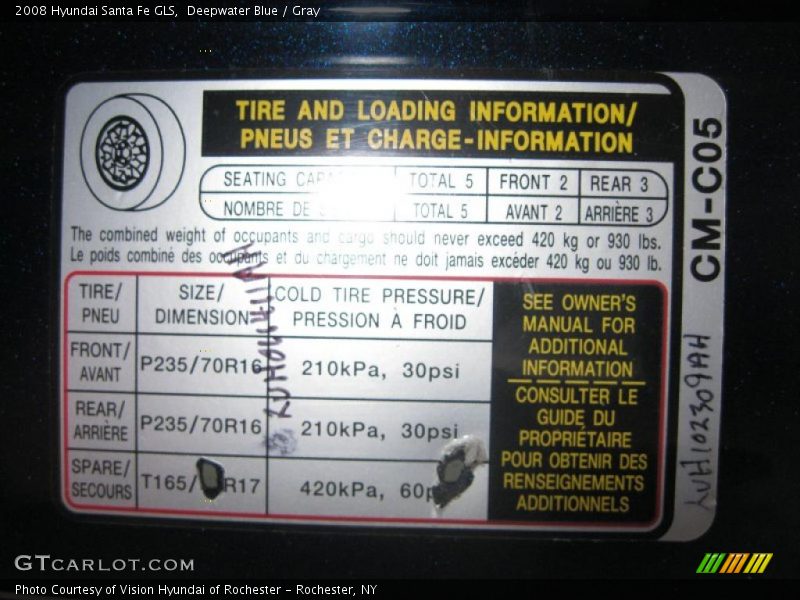 2008 Hyundai Santa Fe GLS,  Deepwater Blue / Gray
TIRE AND LOADING INFORMATION/
PNEUS ET CHARGE-INFORMATION
SEATING TOTAL 5 FRONT 2 REAR 3
NOMBRE DE TOTAL 5 AVANT 2 ARRIÈRE 3
The combined weight of occupants and cargo should never exceed 420 kg or 930 lbs.
Le poids combiné des occupants et du chargement ne doit jamais excéder 420 kg ou 930 lb.
TIRE/
PNEU
SIZE/
DIMENSION
COLD TIRE PRESSURE/
PRESSION À FROID
FRONT/
AVANT
P235/70R16
210kPa, 30psi
REAR/
ARRIÈRE
P235/70R16
210kPa, 30psi
SPARE/
SECOURS
T165/ R17
420kPa,
SEE OWNER'S
MANUAL FOR
ADDITIONAL
INFORMATION
CONSULTER LE
GUIDE DU
PROPRIÉTAIRE
POUR OBTENIR DES
RENSEIGNEMENTS
ADDITIONNELS
CM-C05
GTCARLOT.COM
Photo Courtesy of Vision Hyundai of Rochester - Rochester, NY